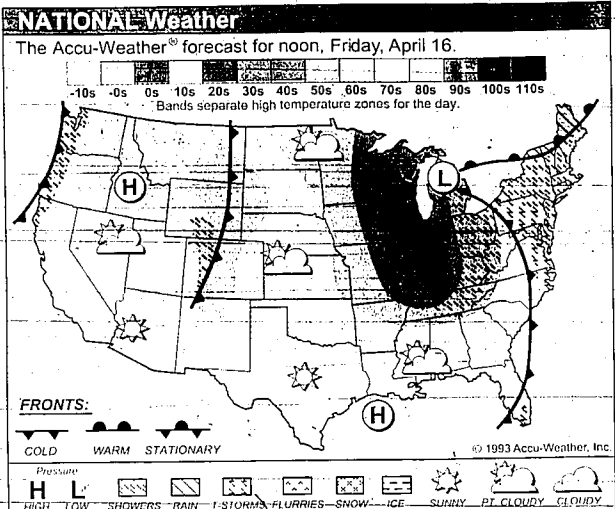 NATIONAL Weather
The Accu-Weather® forecast for noon, Friday, April 16.
-10s -0s 0s 10s 20s 30s 40s 50s 60s 70s 80s 90s 100s 110s
Bands separate high temperature zones for the day.
H
L
H
FRONTS:
COLD WARM STATIONARY
© 1993 Accu-Weather, Inc.
Pressure
H L
HIGH LOW SHOWERS RAIN T-STORMS FLURRIES SNOW ICE SUNNY PT. CLOUDY CLOUDY